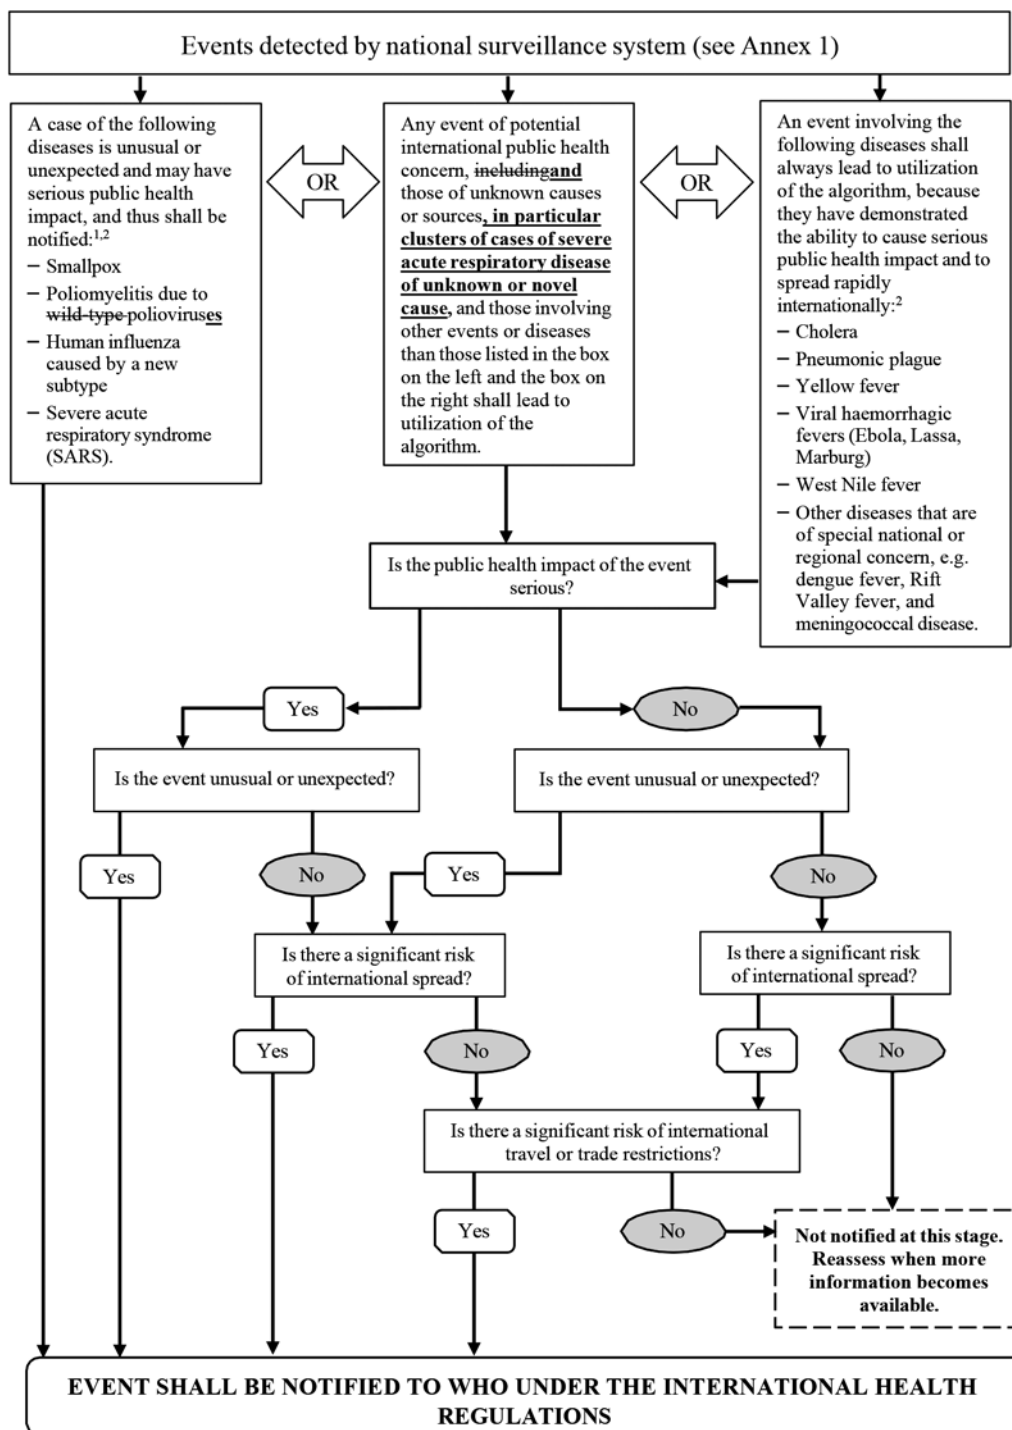 Events detected by national surveillance system (see Annex 1)
A case of the following
diseases is unusual or
unexpected and may have
serious public health
impact, and thus shall be
notified:1,2
– Smallpox
– Poliomyelitis due to
wild-type polioviruses
– Human influenza
caused by a new
subtype
– Severe acute
respiratory syndrome
(SARS).
OR
Any event of potential
international public health
concern, includingand
those of unknown causes
or sources, in particular
clusters of cases of severe
acute respiratory disease
of unknown or novel
cause, and those involving
other events or diseases
than those listed in the box
on the left and the box on
the right shall lead to
utilization of the
algorithm.
OR
An event involving the
following diseases shall
always lead to utilization
of the algorithm, because
they have demonstrated
the ability to cause serious
public health impact and to
spread rapidly
internationally:2
– Cholera
– Pneumonic plague
– Yellow fever
– Viral haemorrhagic
fevers (Ebola, Lassa,
Marburg)
– West Nile fever
– Other diseases that are
of special national or
regional concern, e.g.
dengue fever, Rift
Valley fever, and
meningococcal disease.
Is the public health impact of the event
serious?
Yes
No
Is the event unusual or unexpected?
Is the event unusual or unexpected?
Yes
No
Yes
No
Is there a significant risk
of international spread?
Is there a significant risk
of international spread?
Yes
No
Yes
No
Is there a significant risk of international
travel or trade restrictions?
Yes
No
Not notified at this stage.
Reassess when more
information becomes
available.
EVENT SHALL BE NOTIFIED TO WHO UNDER THE INTERNATIONAL HEALTH
REGULATIONS